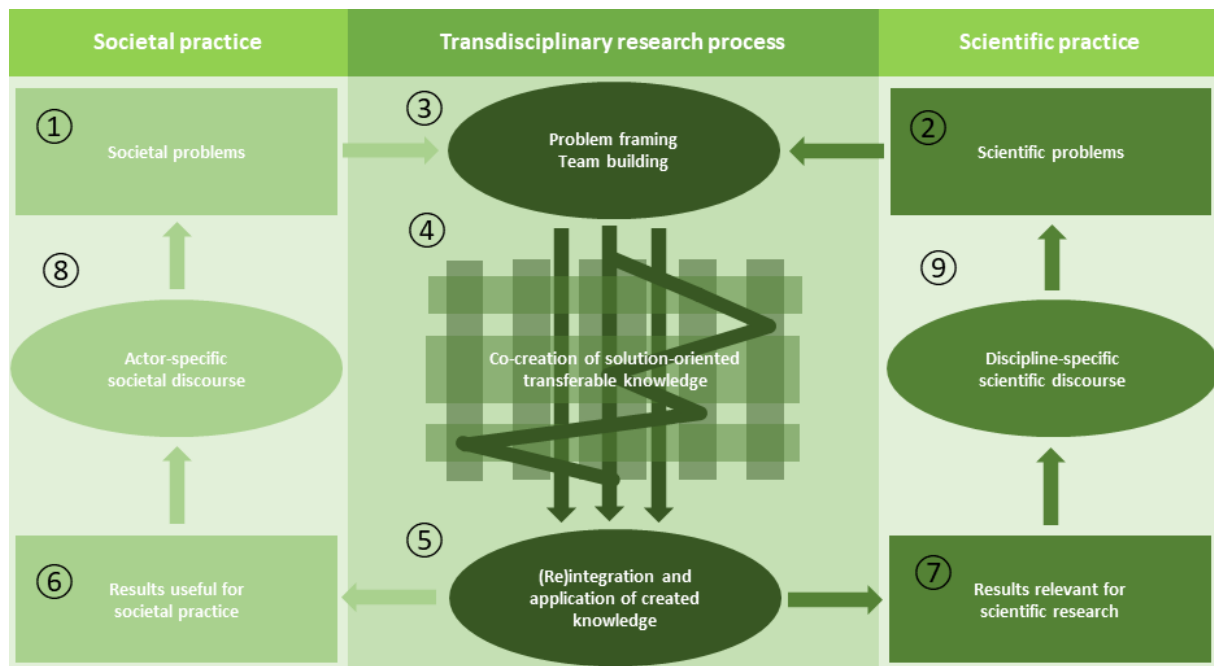 Societal practice
Transdisciplinary research process
Scientific practice
①
Societal problems
③
Problem framing
Team building
②
Scientific problems
④
Co-creation of solution-oriented
transferable knowledge
⑧
Actor-specific
societal discourse
⑨
Discipline-specific
scientific discourse
⑤
(Re)integration and
application of created
knowledge
⑥
Results useful for
societal practice
⑦
Results relevant for
scientific research